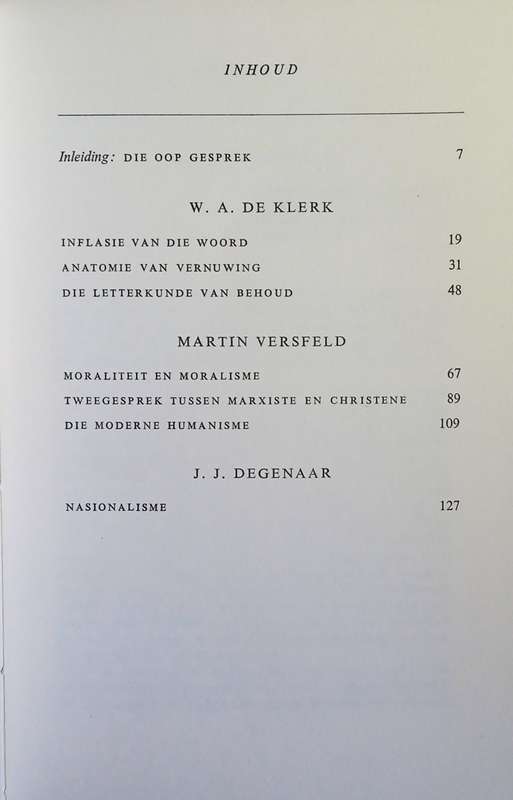 INHOUD
Inleiding: DIE OOP GESPREK 7
W. A. DE KLERK
INFLASIE VAN DIE WOORD 19
ANATOMIE VAN VERNUWING 31
DIE LETTERKUNDE VAN BEHOUD 48
MARTIN VERSFELD
MORALITEIT EN MORALISME 67
TWEEGESPREK TUSSEN MARXISTE EN CHRISTENE 89
DIE MODERNE HUMANISME 109
J. J. DEGENAAR
NASIONALISME 127